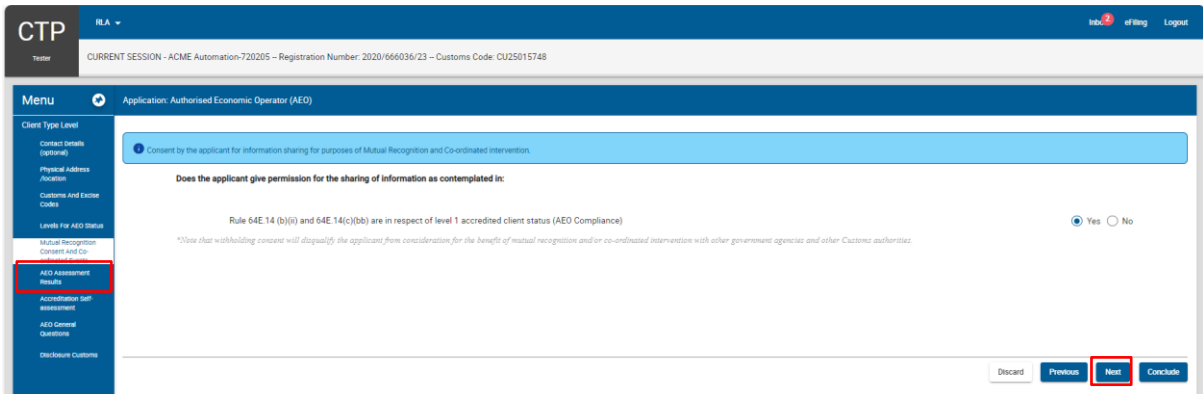 CTP
Tester
RLA
Inbox 2 eFiling Logout
CURRENT SESSION - ACME Automation-720205 -- Registration Number: 2020/666036/23 -- Customs Code: CU25015748
Menu
Application: Authorised Economic Operator (AEO)
Client Type Level
Contact Details
(optional)
Physical Address
/location
Customs And Excise
Codes
Levels For AEO Status
Mutual Recognition
Consent And Co-
ordinated Events
AEO Assessment
Results
Accreditation Self-
assessment
AEO General
Questions
Disclosure Customs
Consent by the applicant for information sharing for purposes of Mutual Recognition and Co-ordinated intervention.
Does the applicant give permission for the sharing of information as contemplated in:
Rule 64E.14 (b)(ii) and 64E.14(c)(bb) are in respect of level 1 accredited client status (AEO Compliance)
Yes No
*Note that withholding consent will disqualify the applicant from consideration for the benefit of mutual recognition and/or co-ordinated intervention with other government agencies and other Customs authorities.
Discard Previous Next Conclude